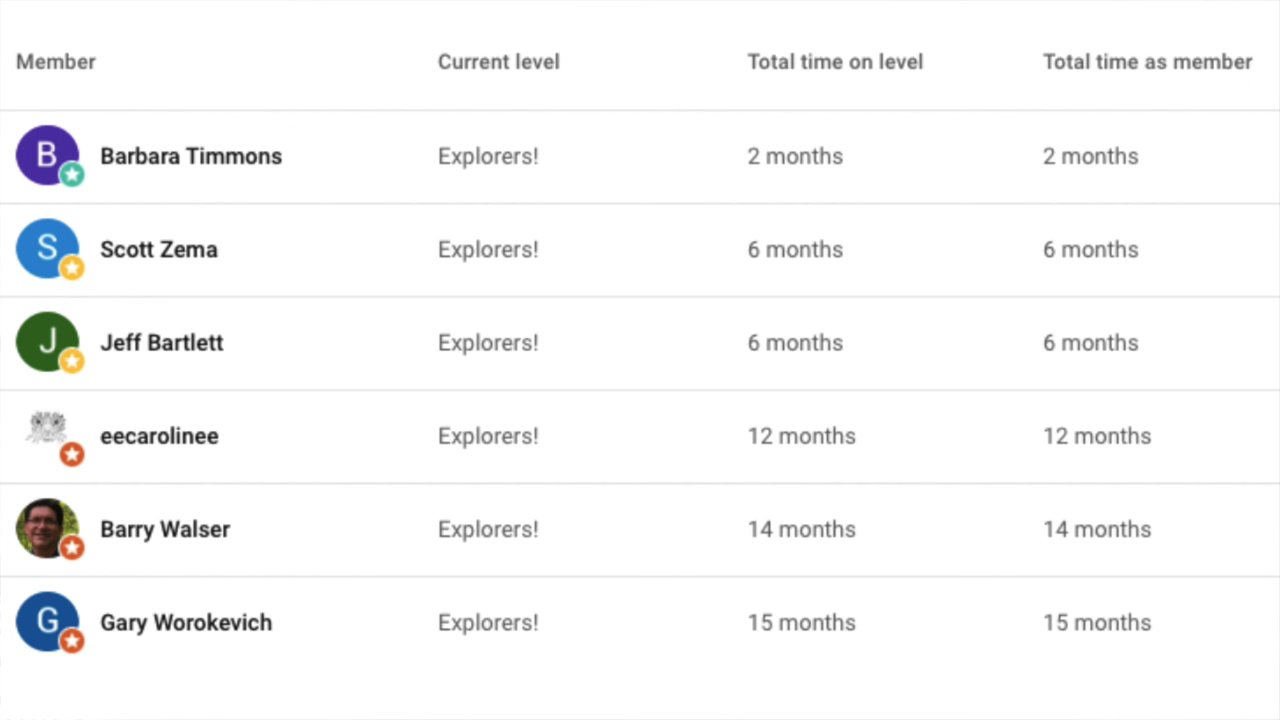 Member Current level Total time on level Total time as member
B Barbara Timmons Explorers! 2 months 2 months
S Scott Zema Explorers! 6 months 6 months
J Jeff Bartlett Explorers! 6 months 6 months
eecarolinee Explorers! 12 months 12 months
Barry Walser Explorers! 14 months 14 months
G Gary Worokevich Explorers! 15 months 15 months